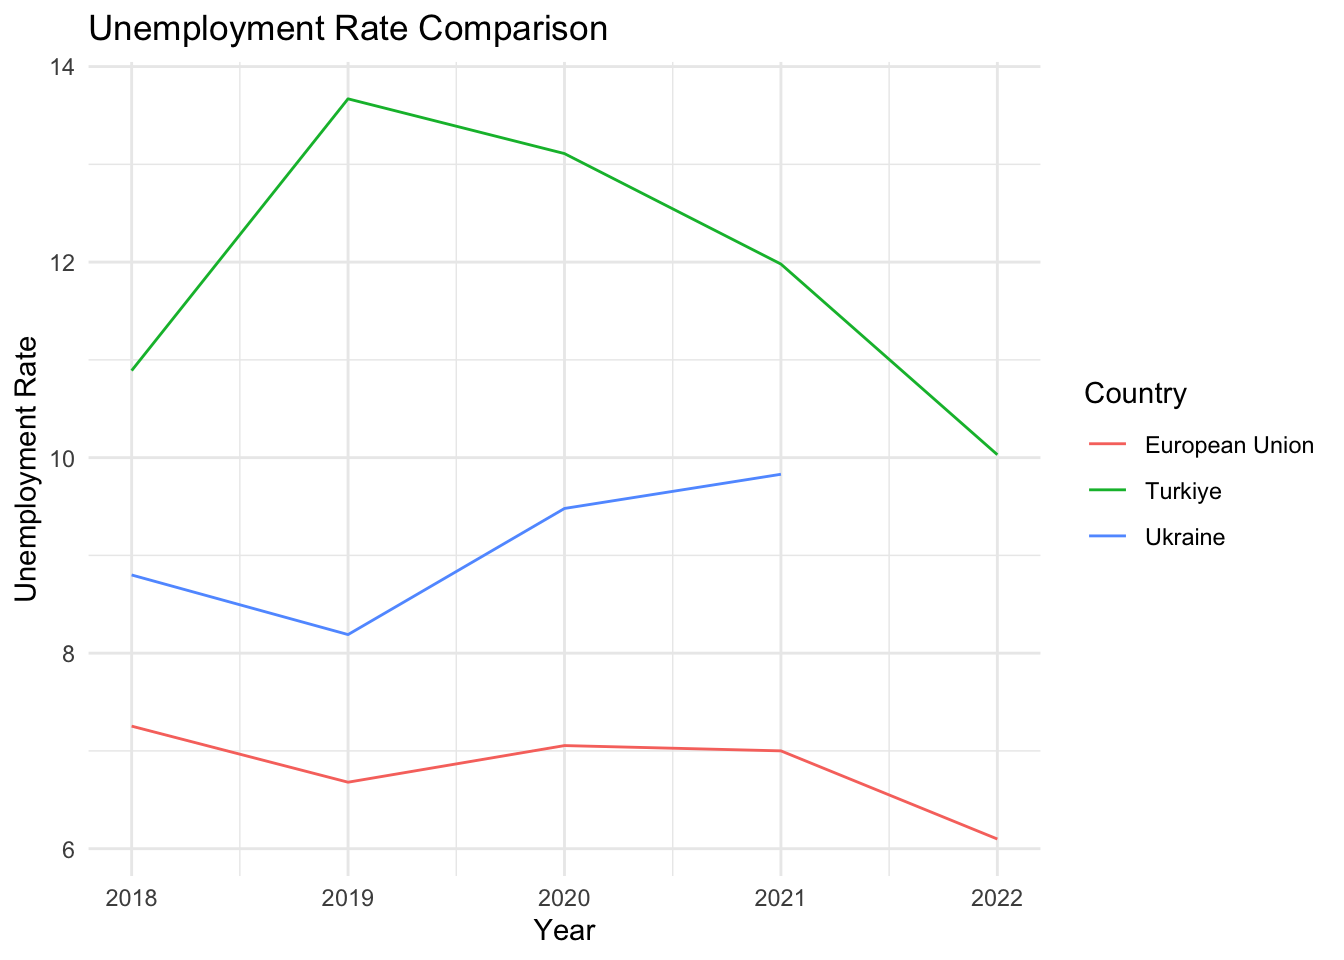 Unemployment Rate Comparison
14
12
10
8
6
Unemployment Rate
2018 2019 2020 2021 2022
Year
Country
European Union
Turkiye
Ukraine